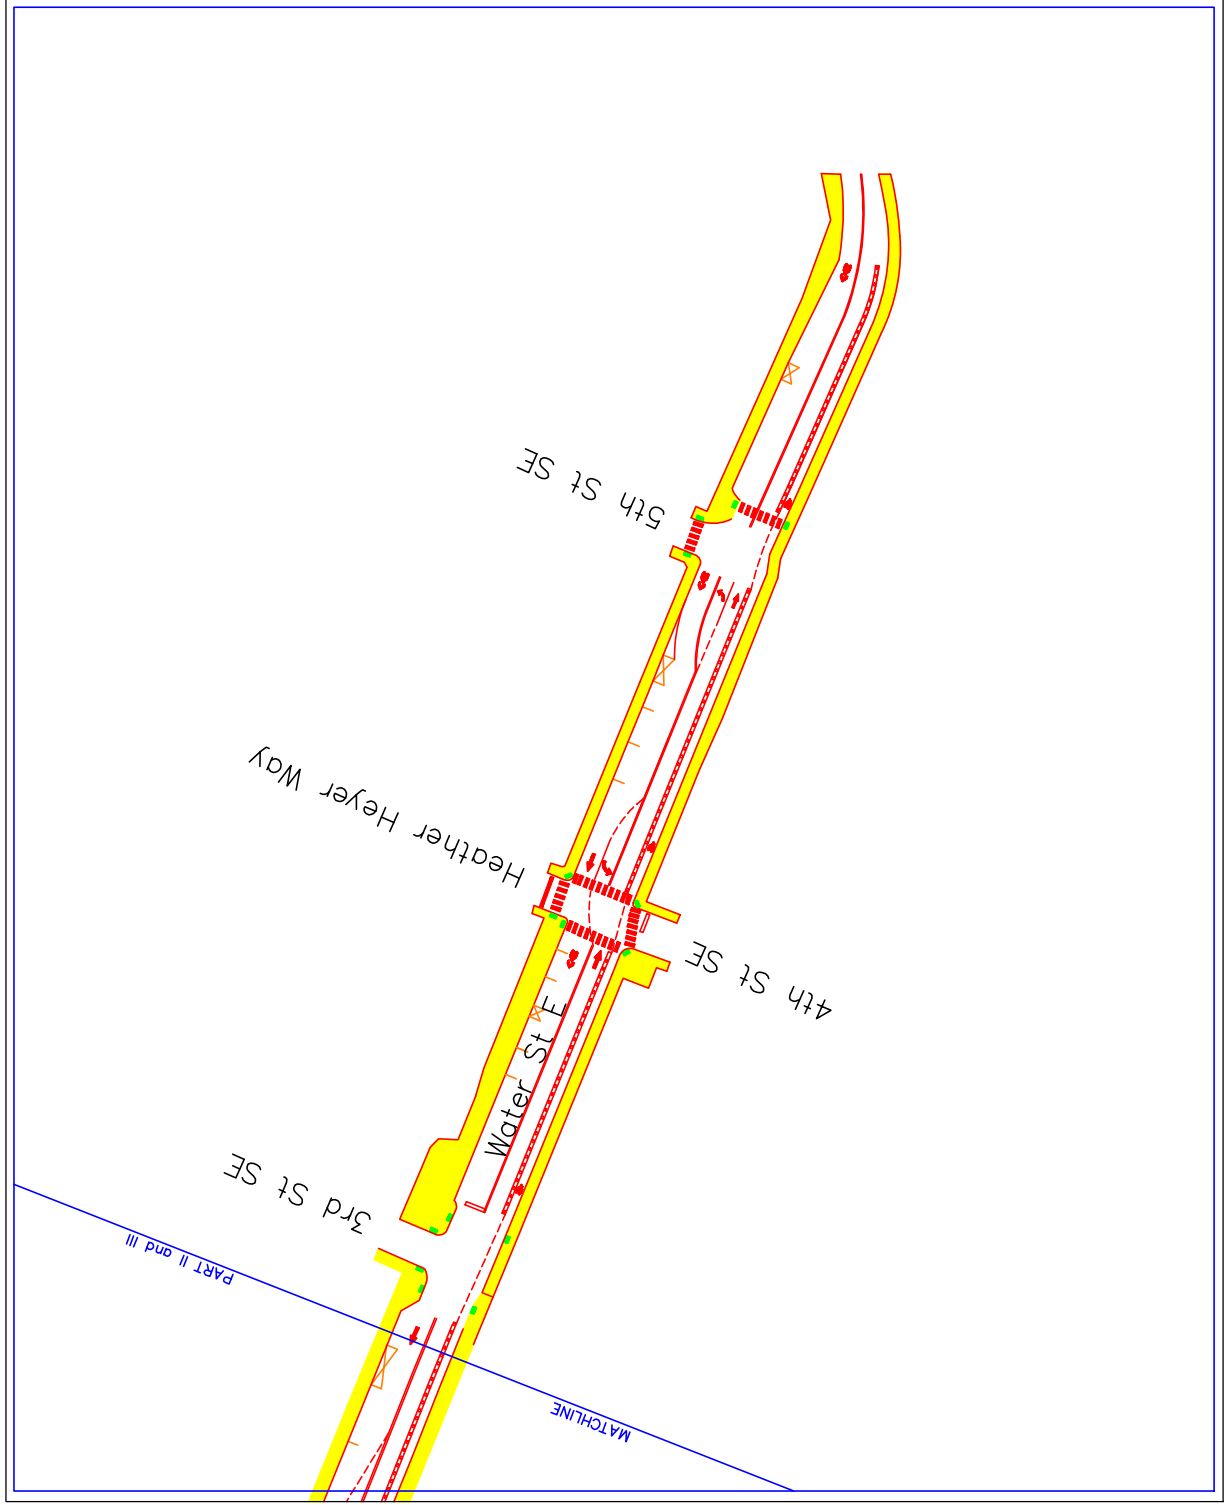 5th St SE
Heather Heyer Way
4th St SE
Water St E
3rd St SE
PART II and III
MATCHLINE